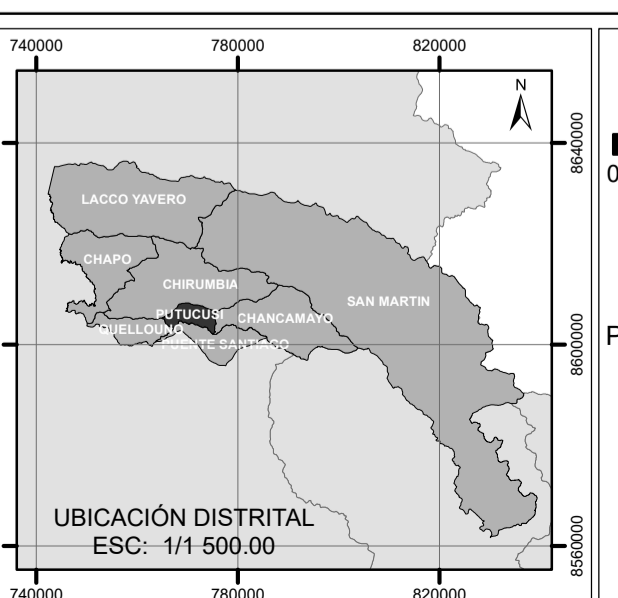 740000 780000 820000
N
8640000
0
LACCO YAVERO
CHAPO
CHIRUMBIA
SAN MARTIN
PUTUCUSI
CHANCAMAYO
QUELLOUNO
PUENTE SANTIAGO
8600000
P
UBICACIÓN DISTRITAL
ESC: 1/1 500.00
8560000
740000 780000 820000